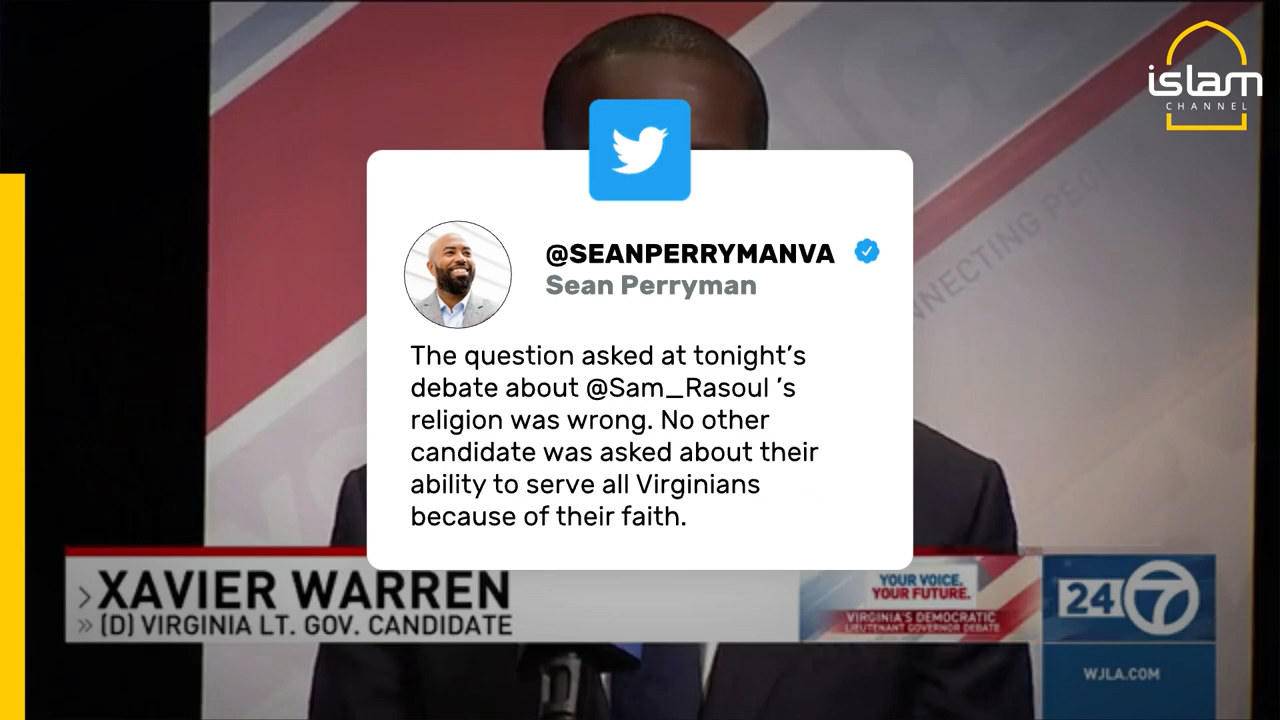 islam
CHANNEL
@SEANPERRYMANVA
Sean Perryman
The question asked at tonight's
debate about @Sam_Rasoul 's
religion was wrong. No other
candidate was asked about their
ability to serve all Virginians
because of their faith.
NNECTING PEO
> XAVIER WARREN
» (D) VIRGINIA LT. GOV. CANDIDATE
YOUR VOICE.
YOUR FUTURE.
VIRGINIA'S DEMOCRATIC
LIEUTENANT GOVERNOR DEBATE
24 7
WJLA.COM